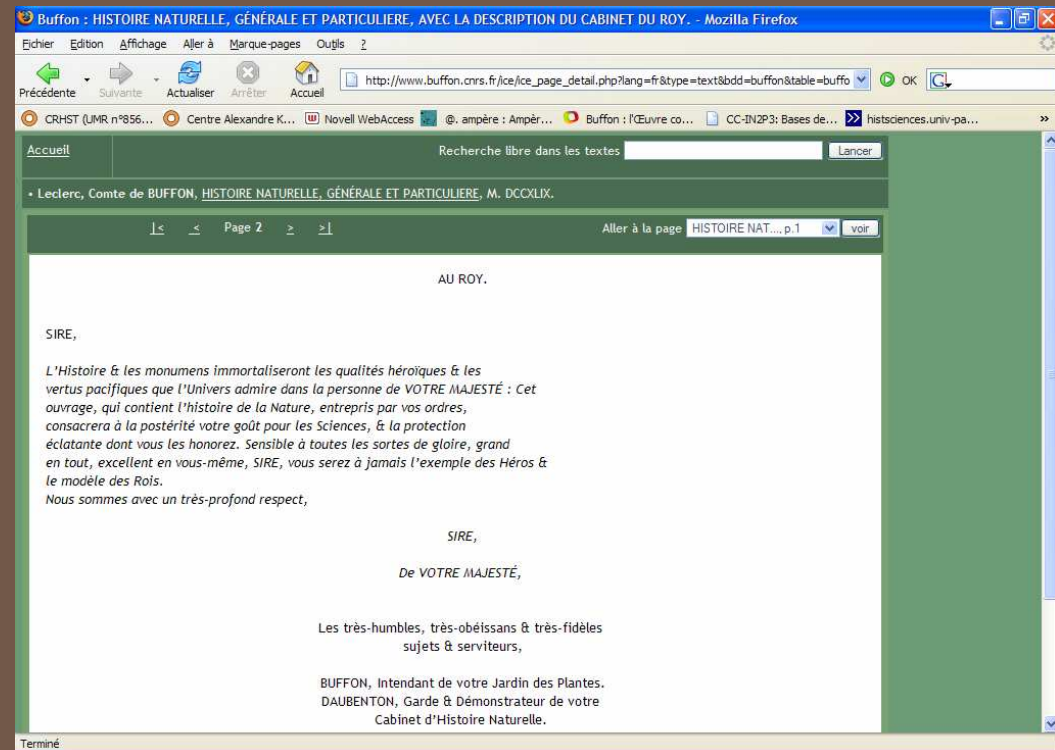 Buffon : HISTOIRE NATURELLE, GÉNÉRALE ET PARTICULIERE, AVEC LA DESCRIPTION DU CABINET DU ROY. - Mozilla Firefox
Fichier Edition Affichage Aller à Marque-pages Outils ?
Précédente Suivante Actualiser Arrêter Accueil http://www.buffon.cnrs.fr/ice/ice_page_detail.php?lang=fr&type=text&bdd=buffon&table=buffo OK G
CRHST (UMR n°856... Centre Alexandre K... Novell WebAccess @. ampère : Ampèr... Buffon : l'Œuvre co... CC-IN2P3: Bases de... histsciences.univ-pa... »
Accueil Recherche libre dans les textes Lancer
• Leclerc, Comte de BUFFON, HISTOIRE NATURELLE, GÉNÉRALE ET PARTICULIERE, M. DCCXLIX.
|< < Page 2 > >| Aller à la page HISTOIRE NAT..., p.1 voir
AU ROY.
SIRE,
L'Histoire & les monumens immortaliseront les qualités héroïques & les
vertus pacifiques que l'Univers admire dans la personne de VOTRE MAJESTÉ : Cet
ouvrage, qui contient l'histoire de la Nature, entrepris par vos ordres,
consacrera à la postérité votre goût pour les Sciences, & la protection
éclatante dont vous les honorez. Sensible à toutes les sortes de gloire, grand
en tout, excellent en vous-même, SIRE, vous serez à jamais l'exemple des Héros &
le modèle des Rois.
Nous sommes avec un très-profond respect,
SIRE,
De VOTRE MAJESTÉ,
Les très-humbles, très-obéissans & très-fidèles
sujets & serviteurs,
BUFFON, Intendant de votre Jardin des Plantes.
DAUBENTON, Garde & Démonstrateur de votre
Cabinet d'Histoire Naturelle.
Terminé